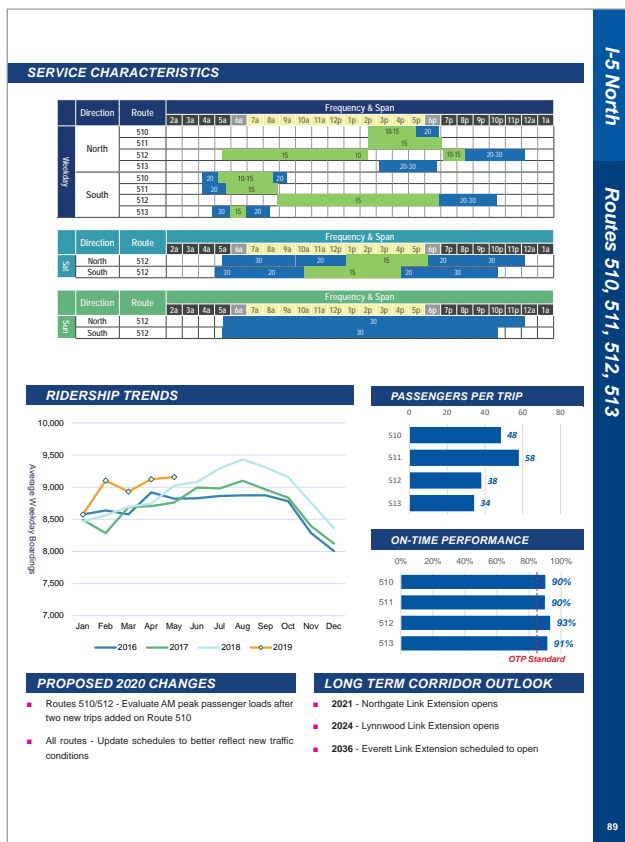 I-5 North
Routes 510, 511, 512, 513
SERVICE CHARACTERISTICS
Weekday
Direction Route Frequency & Span
2a 3a 4a 5a 6a 7a 8a 9a 10a 11a 12p 1p 2p 3p 4p 5p 6p 7p 8p 9p 10p 11p 12a 1a
North
510 10-15 20
511 15
512 15 10 10-15 20-30
513 20-30
South
510 20 10-15 20
511 20 15
512 15 20-30
513 30 15 20
Sat
Direction Route Frequency & Span
2a 3a 4a 5a 6a 7a 8a 9a 10a 11a 12p 1p 2p 3p 4p 5p 6p 7p 8p 9p 10p 11p 12a 1a
North 512 30 20 15 20 30
South 512 30 20 15 20 30
Sun
Direction Route Frequency & Span
2a 3a 4a 5a 6a 7a 8a 9a 10a 11a 12p 1p 2p 3p 4p 5p 6p 7p 8p 9p 10p 11p 12a 1a
North 512 30
South 512 30
RIDERSHIP TRENDS
Average Weekday Boardings
10,000
9,500
9,000
8,500
8,000
7,500
7,000
Jan Feb Mar Apr May Jun Jul Aug Sep Oct Nov Dec
2016 2017 2018 2019
PASSENGERS PER TRIP
0 20 40 60 80
510 48
511 58
512 38
513 34
ON-TIME PERFORMANCE
0% 20% 40% 60% 80% 100%
510 90%
511 90%
512 93%
513 91%
OTP Standard
PROPOSED 2020 CHANGES
Routes 510/512 - Evaluate AM peak passenger loads after
two new trips added on Route 510
All routes - Update schedules to better reflect new traffic
conditions
LONG TERM CORRIDOR OUTLOOK
2021 - Northgate Link Extension opens
2024 - Lynnwood Link Extension opens
2036 - Everett Link Extension scheduled to open
89